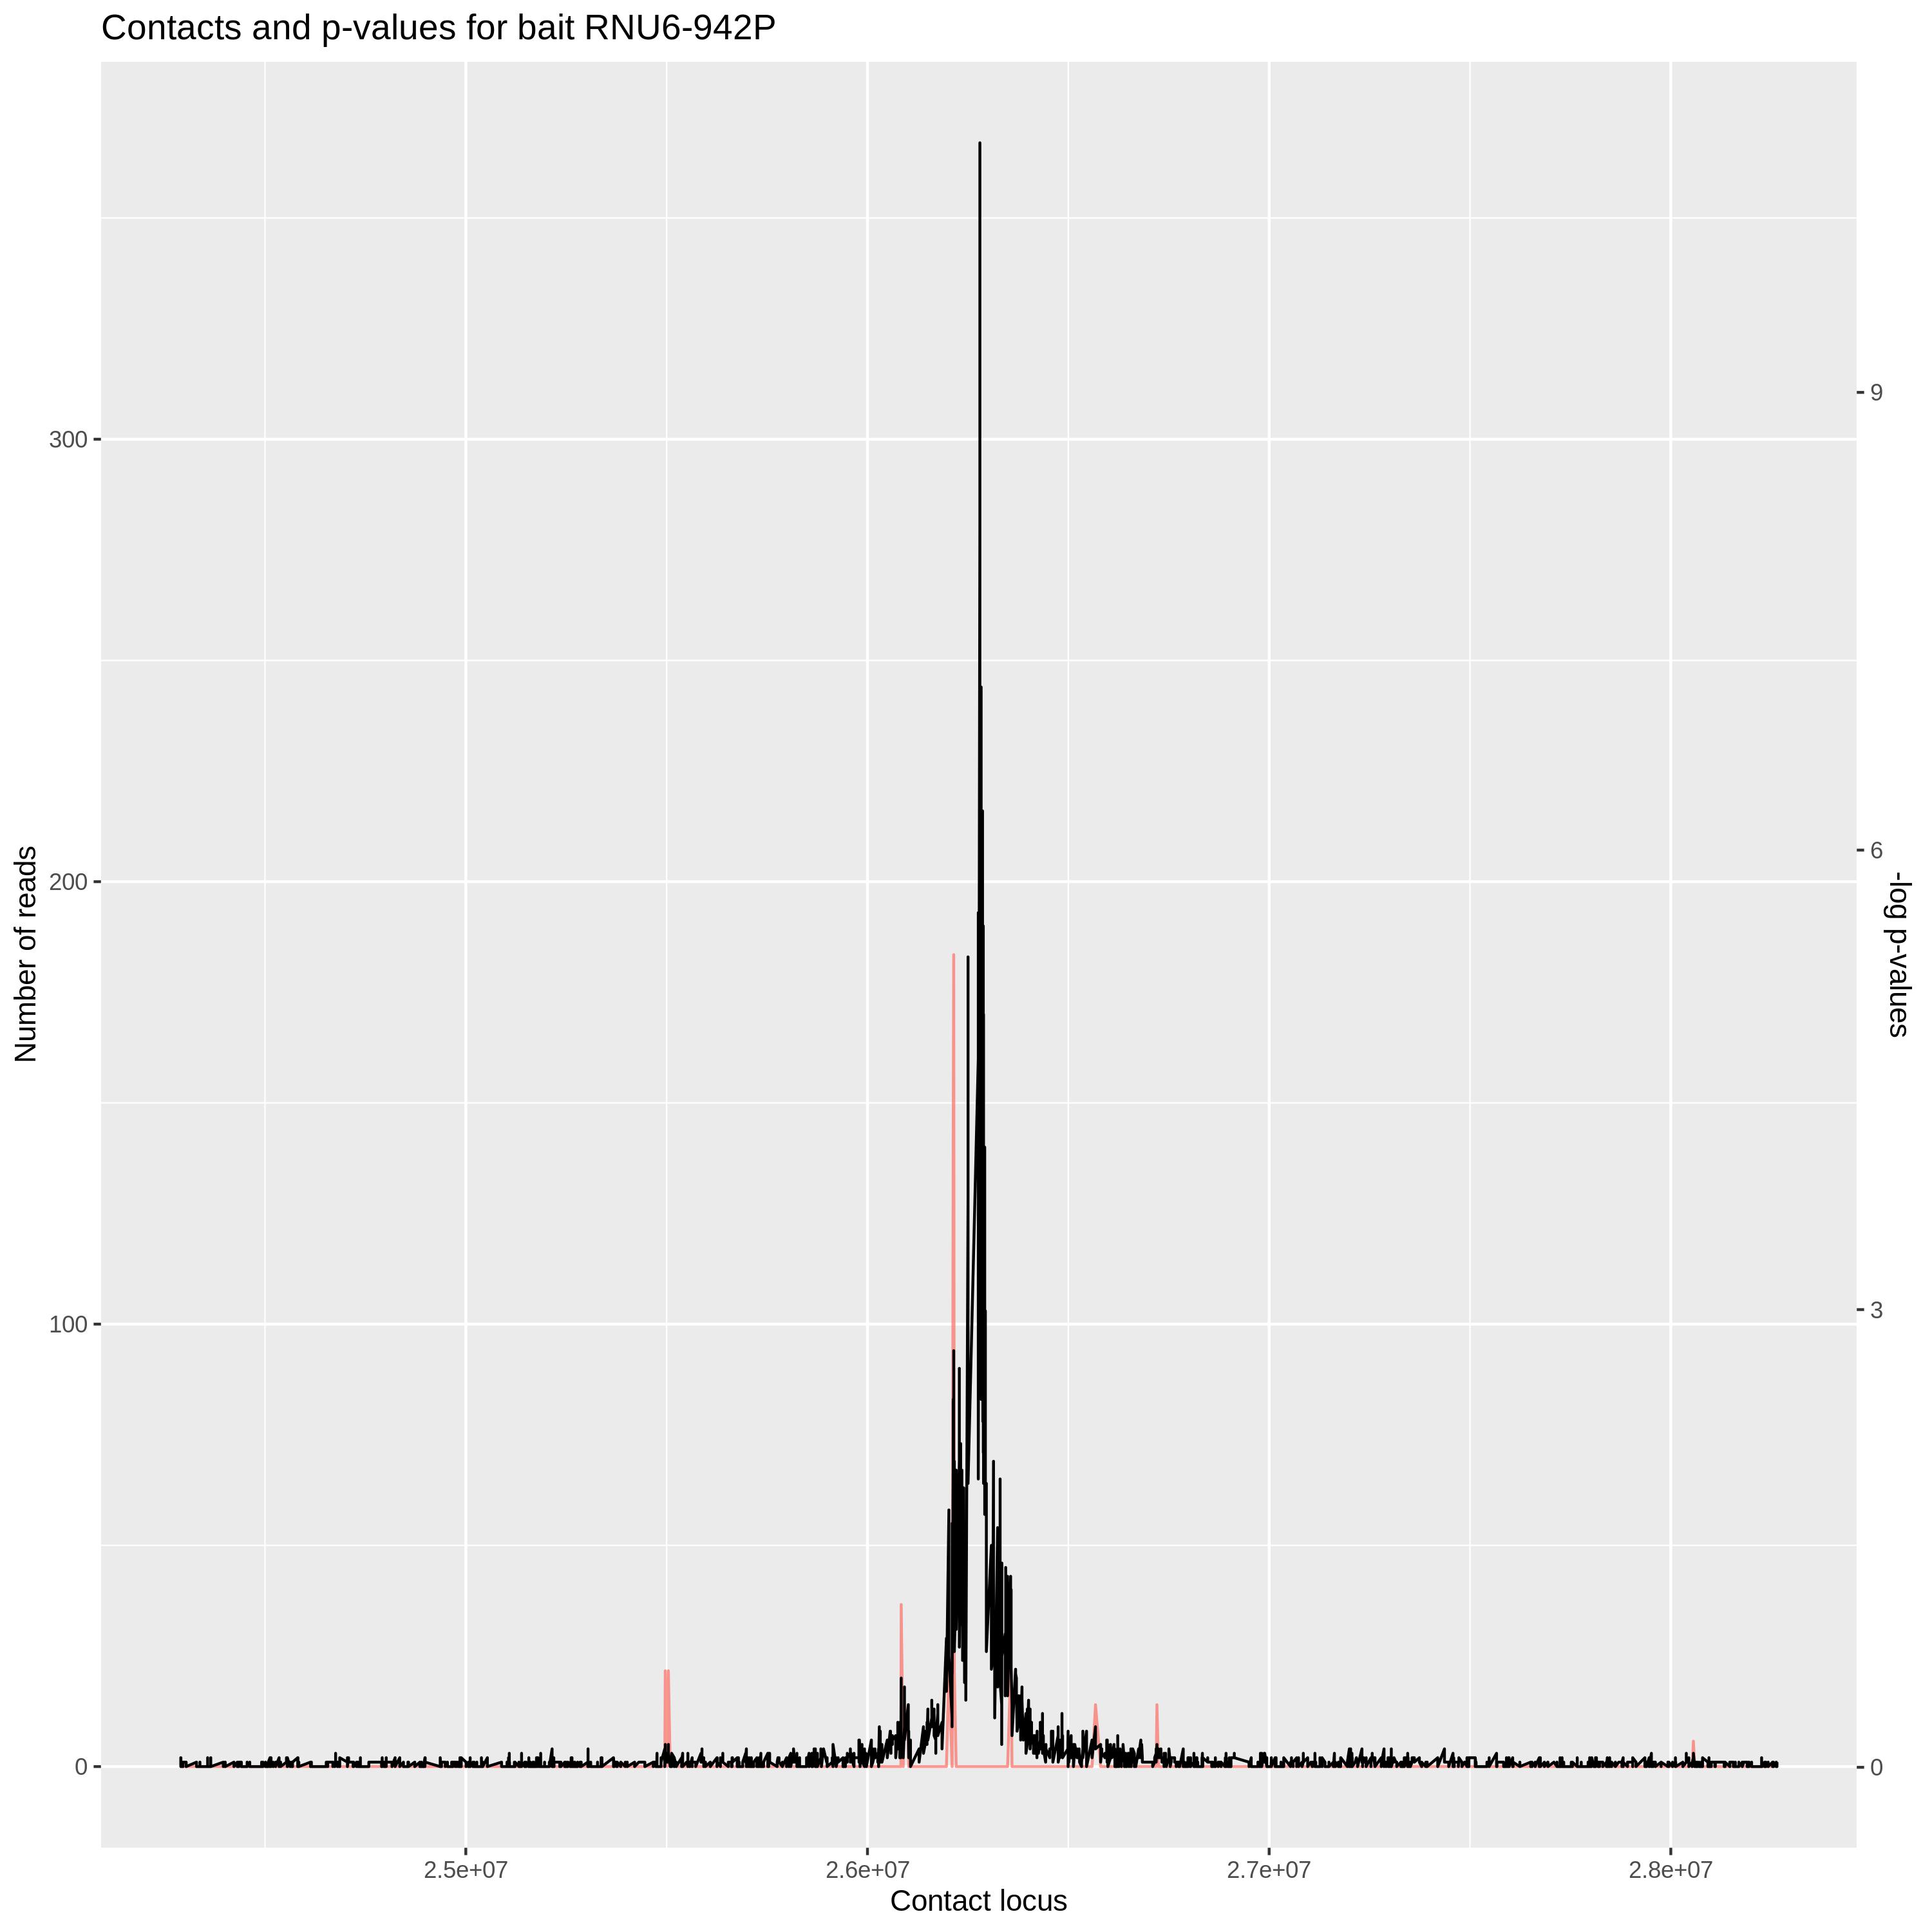 Contacts and p-values for bait RNU6-942P
Number of reads
300
200
100
0
9
6
3
0
-log p-values
2.5e+07
2.6e+07
2.7e+07
2.8e+07
Contact locus